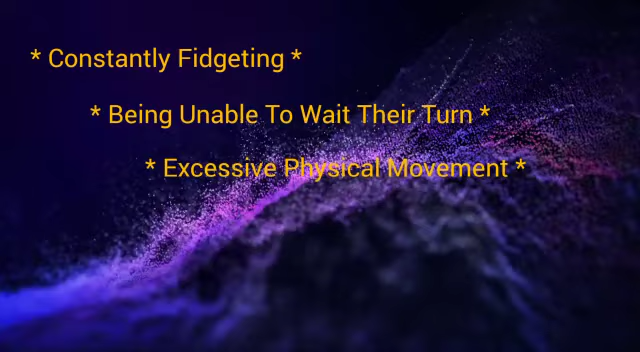 * Constantly Fidgeting *
* Being Unable To Wait Their Turn *
* Excessive Physical Movement *